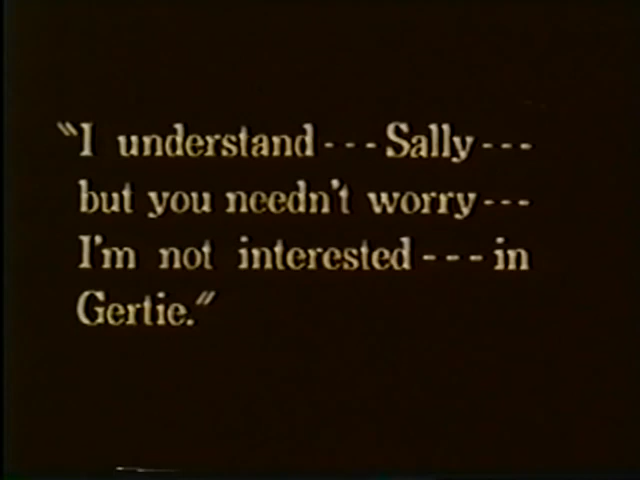 "I understand - - - Sally - - -
but you needn't worry - - -
I'm not interested - - - in
Gertie."